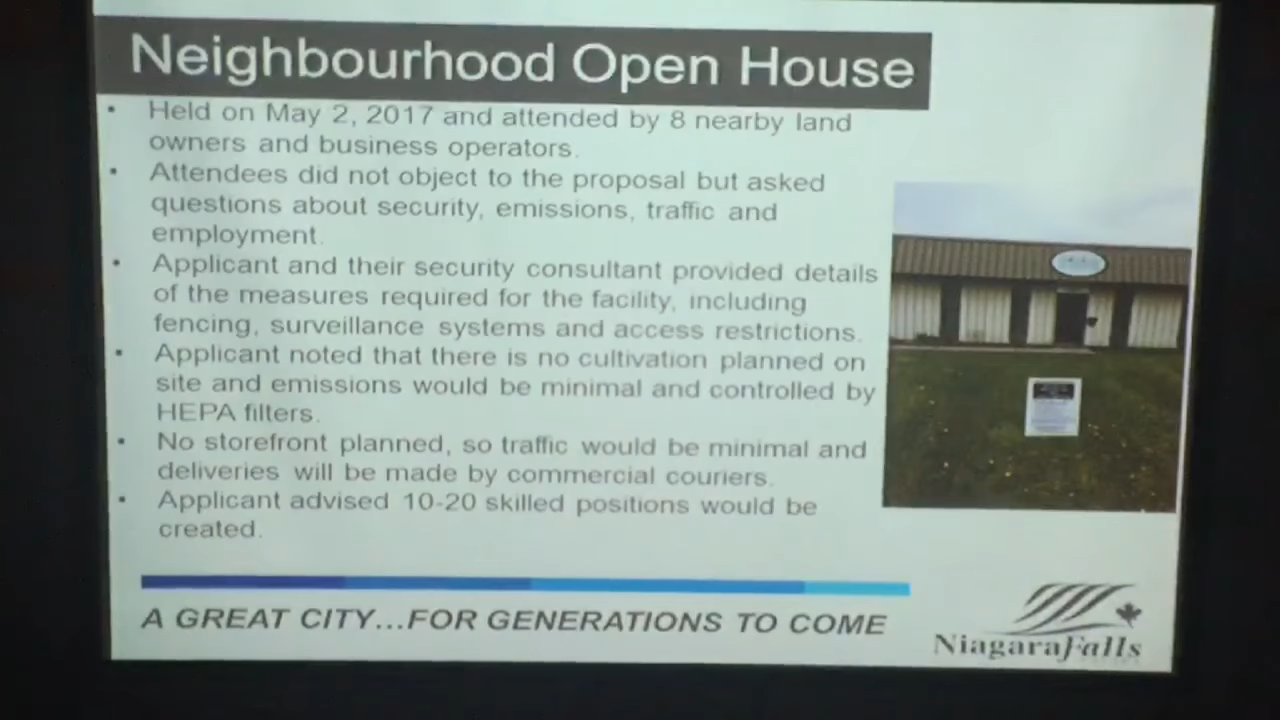 Neighbourhood Open House
• Held on May 2, 2017 and attended by 8 nearby land
owners and business operators.
• Attendees did not object to the proposal but asked
questions about security, emissions, traffic and
employment.
• Applicant and their security consultant provided details
of the measures required for the facility, including
fencing, surveillance systems and access restrictions.
• Applicant noted that there is no cultivation planned on
site and emissions would be minimal and controlled by
HEPA filters.
• No storefront planned, so traffic would be minimal and
deliveries will be made by commercial couriers.
• Applicant advised 10-20 skilled positions would be
created.
A GREAT CITY...FOR GENERATIONS TO COME
NiagaraFalls